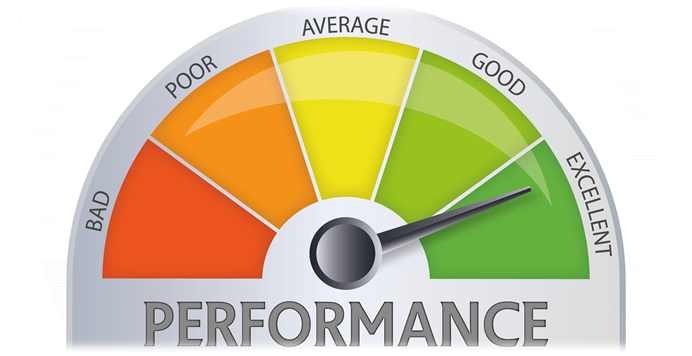 BAD
POOR
AVERAGE
GOOD
EXCELLENT
PERFORMANCE